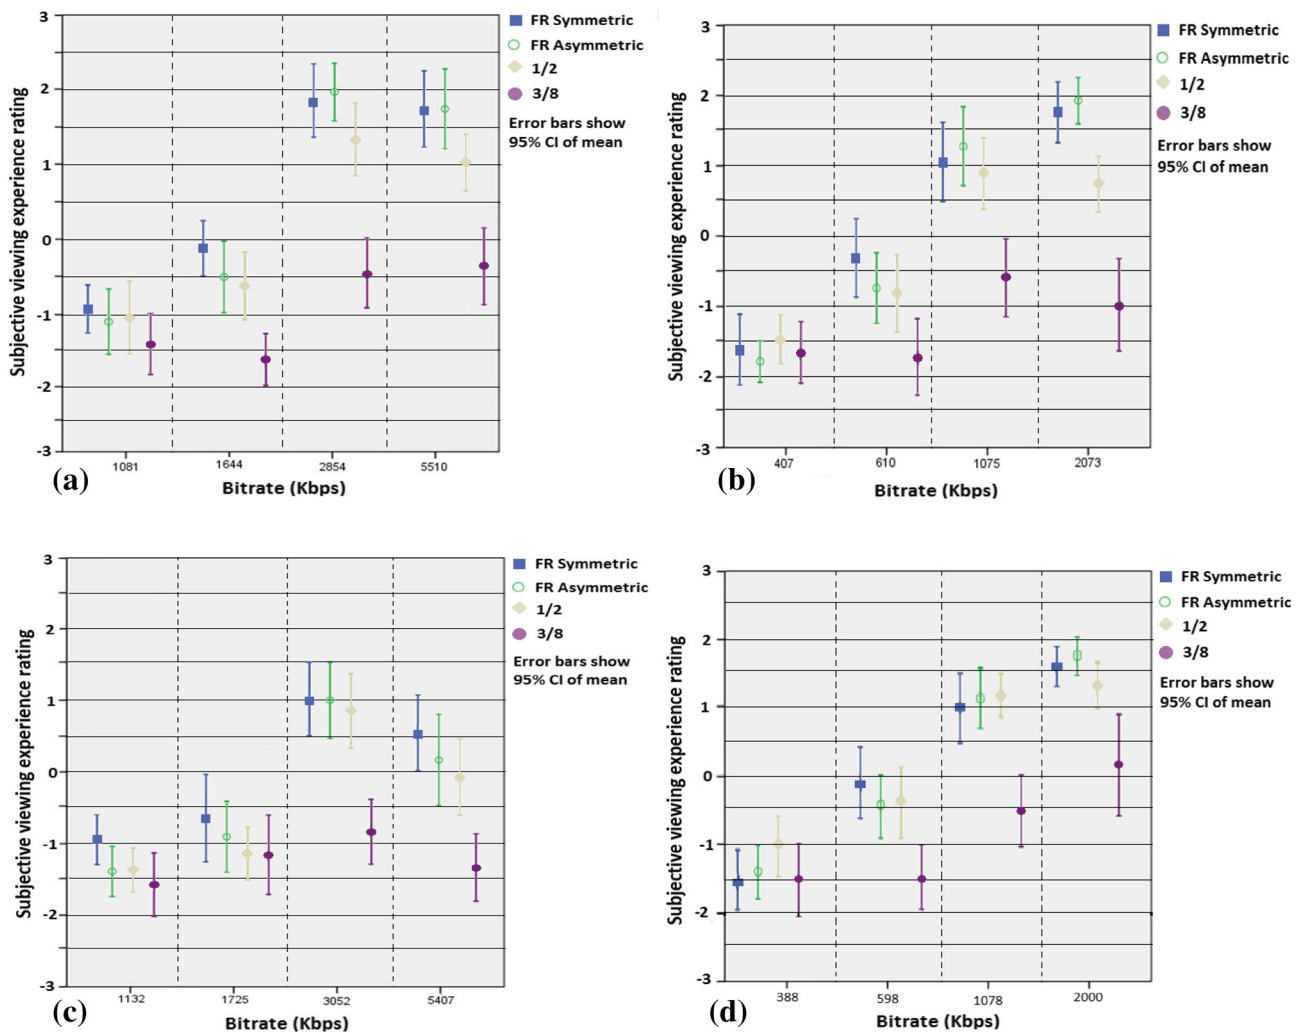 3
2
1
0
-1
-2
-3
Subjective viewing experience rating
1081 1644 2854 5510
Bitrate (Kbps)
(a)
FR Symmetric
FR Asymmetric
1/2
3/8
Error bars show
95% CI of mean
3
2
1
0
-1
-2
-3
Subjective viewing experience rating
407 610 1075 2073
Bitrate (Kbps)
(b)
FR Symmetric
FR Asymmetric
1/2
3/8
Error bars show
95% CI of mean
3
2
1
0
-1
-2
-3
Subjective viewing experience rating
1132 1725 3052 5407
Bitrate (Kbps)
(c)
FR Symmetric
FR Asymmetric
1/2
3/8
Error bars show
95% CI of mean
3
2
1
0
-1
-2
-3
Subjective viewing experience rating
388 598 1078 2000
Bitrate (Kbps)
(d)
FR Symmetric
FR Asymmetric
1/2
3/8
Error bars show
95% CI of mean